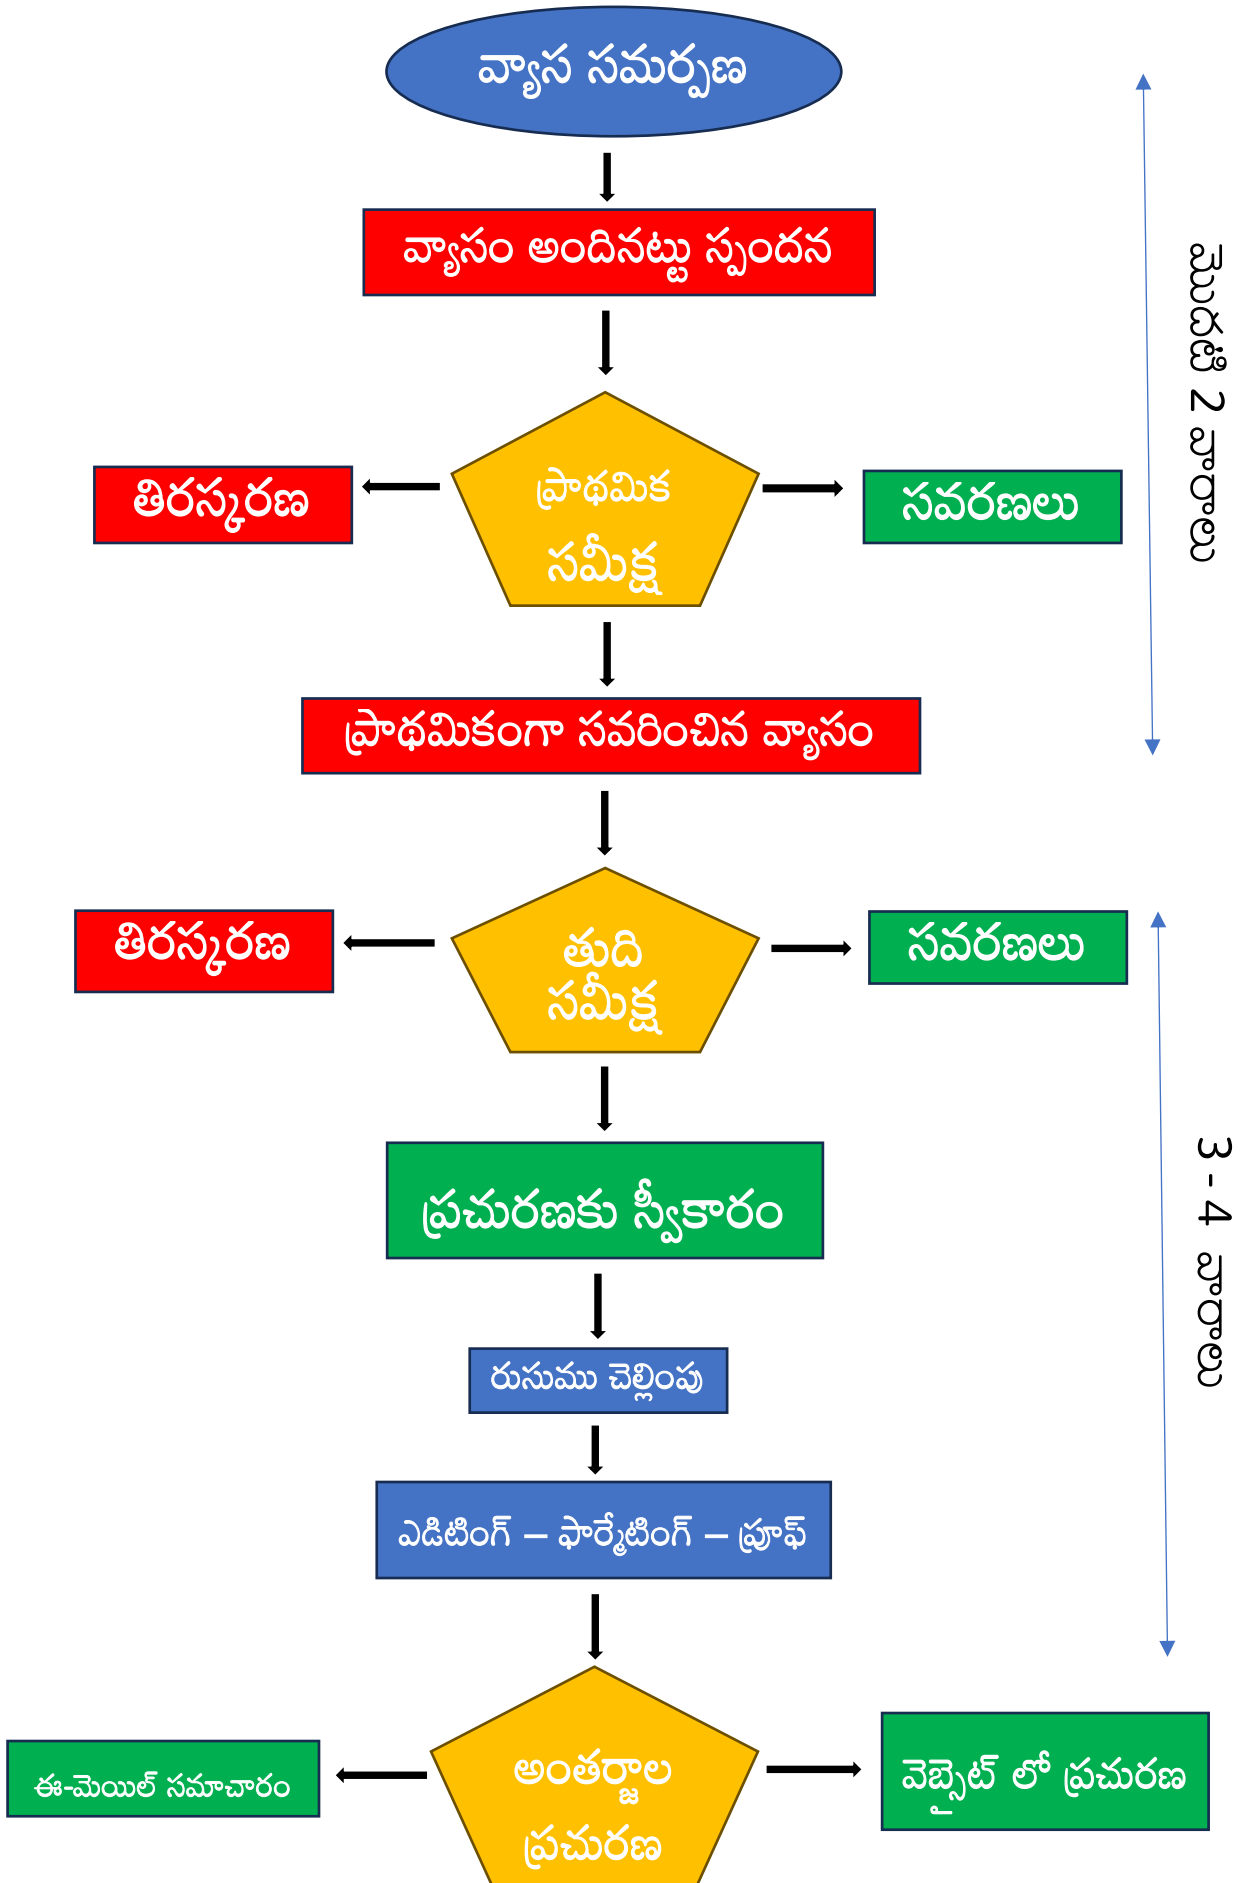 వ్యాస సమర్పణ
వ్యాసం అందినట్టు స్పందన
మొదటి 2 వారాలు
తిరస్కరణ
ప్రాథమిక
సమీక్ష
సవరణలు
ప్రాథమికంగా సవరించిన వ్యాసం
తిరస్కరణ
తుది
సమీక్ష
సవరణలు
3 - 4 వారాలు
ప్రచురణకు స్వీకారం
రుసుము చెల్లింపు
ఎడిటింగ్ – ఫార్మేటింగ్ – ప్రూఫ్
ఈ-మెయిల్ సమాచారం
అంతర్జాల
ప్రచురణ
వెబ్సైట్ లో ప్రచురణ